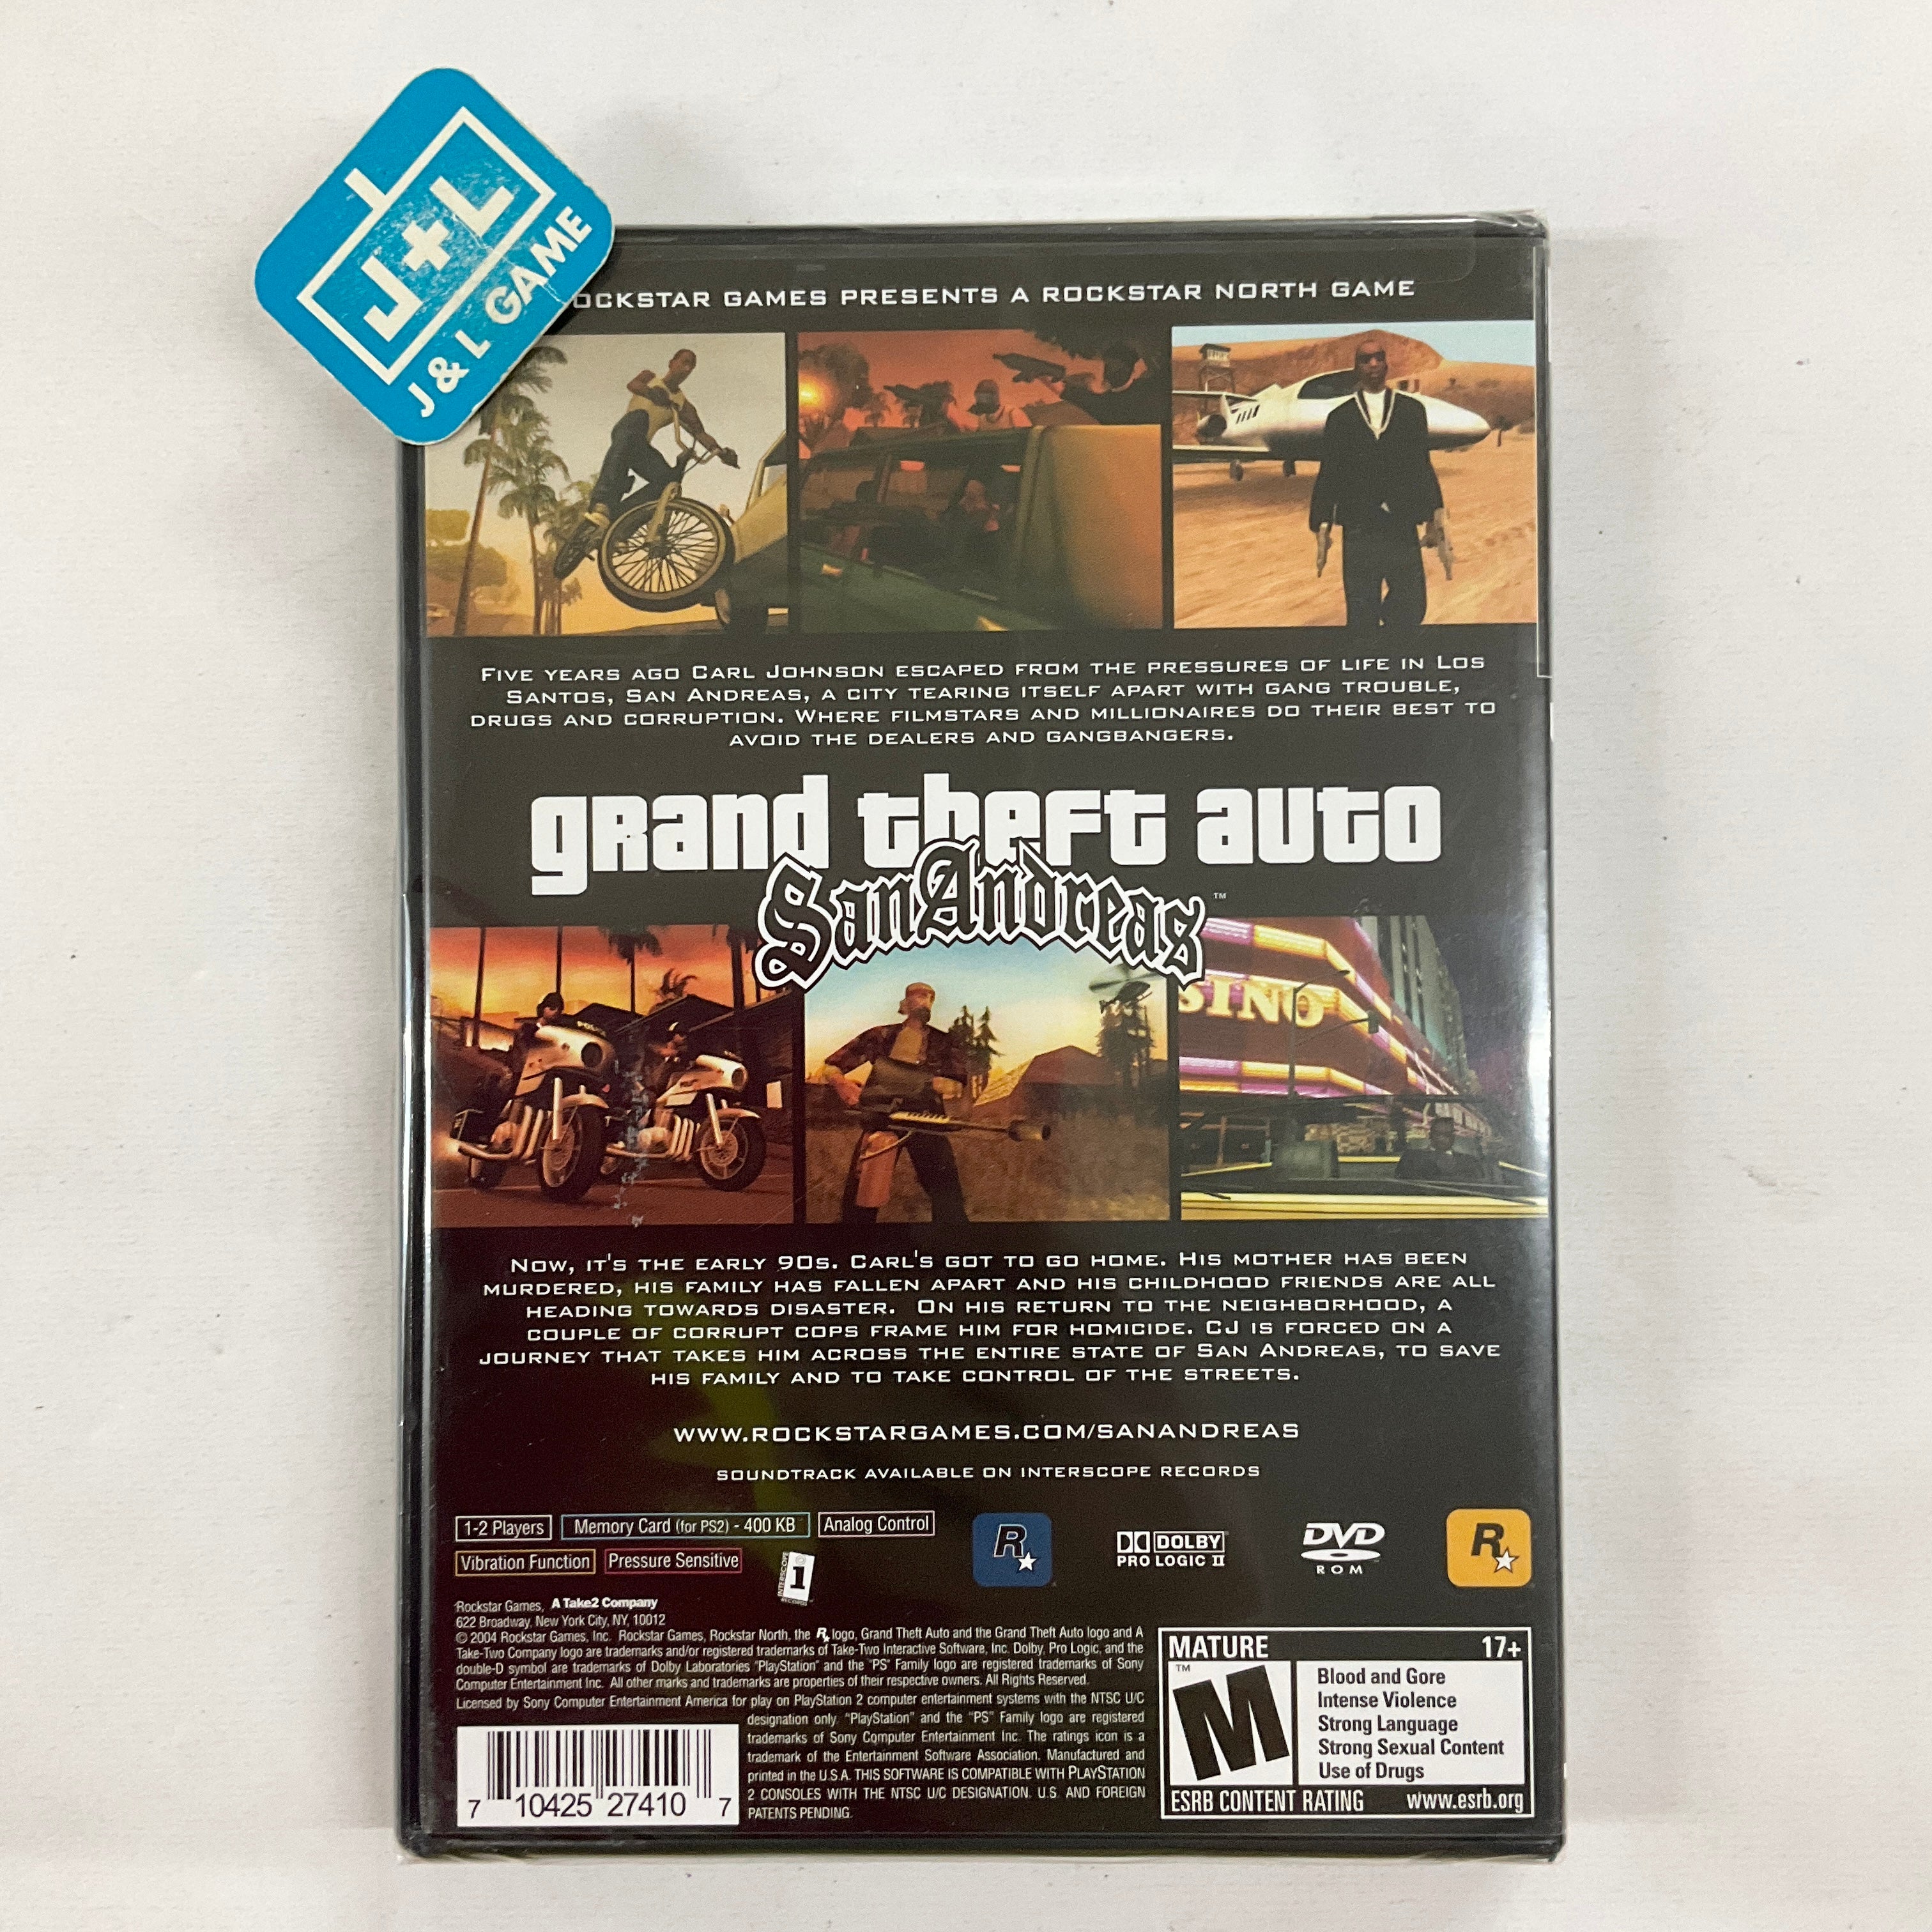 J+L
J & L GAME
ROCKSTAR GAMES PRESENTS A ROCKSTAR NORTH GAME
FIVE YEARS AGO CARL JOHNSON ESCAPED FROM THE PRESSURES OF LIFE IN LOS
SANTOS, SAN ANDREAS, A CITY TEARING ITSELF APART WITH GANG TROUBLE,
DRUGS AND CORRUPTION. WHERE FILMSTARS AND MILLIONAIRES DO THEIR BEST TO
AVOID THE DEALERS AND GANGBANGERS.
grand theft auto
San Andreas ™
POLICE
SINO
NOW, IT'S THE EARLY 90S. CARL'S GOT TO GO HOME. HIS MOTHER HAS BEEN
MURDERED, HIS FAMILY HAS FALLEN APART AND HIS CHILDHOOD FRIENDS ARE ALL
HEADING TOWARDS DISASTER. ON HIS RETURN TO THE NEIGHBORHOOD, A
COUPLE OF CORRUPT COPS FRAME HIM FOR HOMICIDE. CJ IS FORCED ON A
JOURNEY THAT TAKES HIM ACROSS THE ENTIRE STATE OF SAN ANDREAS, TO SAVE
HIS FAMILY AND TO TAKE CONTROL OF THE STREETS.
WWW.ROCKSTARGAMES.COM/SANANDREAS
SOUNDTRACK AVAILABLE ON INTERSCOPE RECORDS
1-2 Players Memory Card (for PS2) - 400 KB Analog Control
Vibration Function Pressure Sensitive
INTERSCOPE i RECORDS
R
DOLBY
PRO LOGIC II
DVD
ROM
R
Rockstar Games, A Take2 Company
622 Broadway, New York City, NY, 10012
© 2004 Rockstar Games, Inc. Rockstar Games, Rockstar North, the R logo, Grand Theft Auto and the Grand Theft Auto logo and A
Take-Two Company logo are trademarks and/or registered trademarks of Take-Two Interactive Software, Inc. Dolby, Pro Logic, and the
double-D symbol are trademarks of Dolby Laboratories "PlayStation" and the "PS" Family logo are registered trademarks of Sony
Computer Entertainment Inc. All other marks and trademarks are properties of their respective owners. All Rights Reserved.
Licensed by Sony Computer Entertainment America for play on PlayStation 2 computer entertainment systems with the NTSC U/C
designation only. "PlayStation" and the "PS" Family logo are registered
trademarks of Sony Computer Entertainment Inc. The ratings icon is a
trademark of the Entertainment Software Association. Manufactured and
printed in the U.S.A. THIS SOFTWARE IS COMPATIBLE WITH PLAYSTATION
2 CONSOLES WITH THE NTSC U/C DESIGNATION. U.S. AND FOREIGN
PATENTS PENDING.
7 10425 27410 7
MATURE 17+
™
M
Blood and Gore
Intense Violence
Strong Language
Strong Sexual Content
Use of Drugs
ESRB CONTENT RATING www.esrb.org